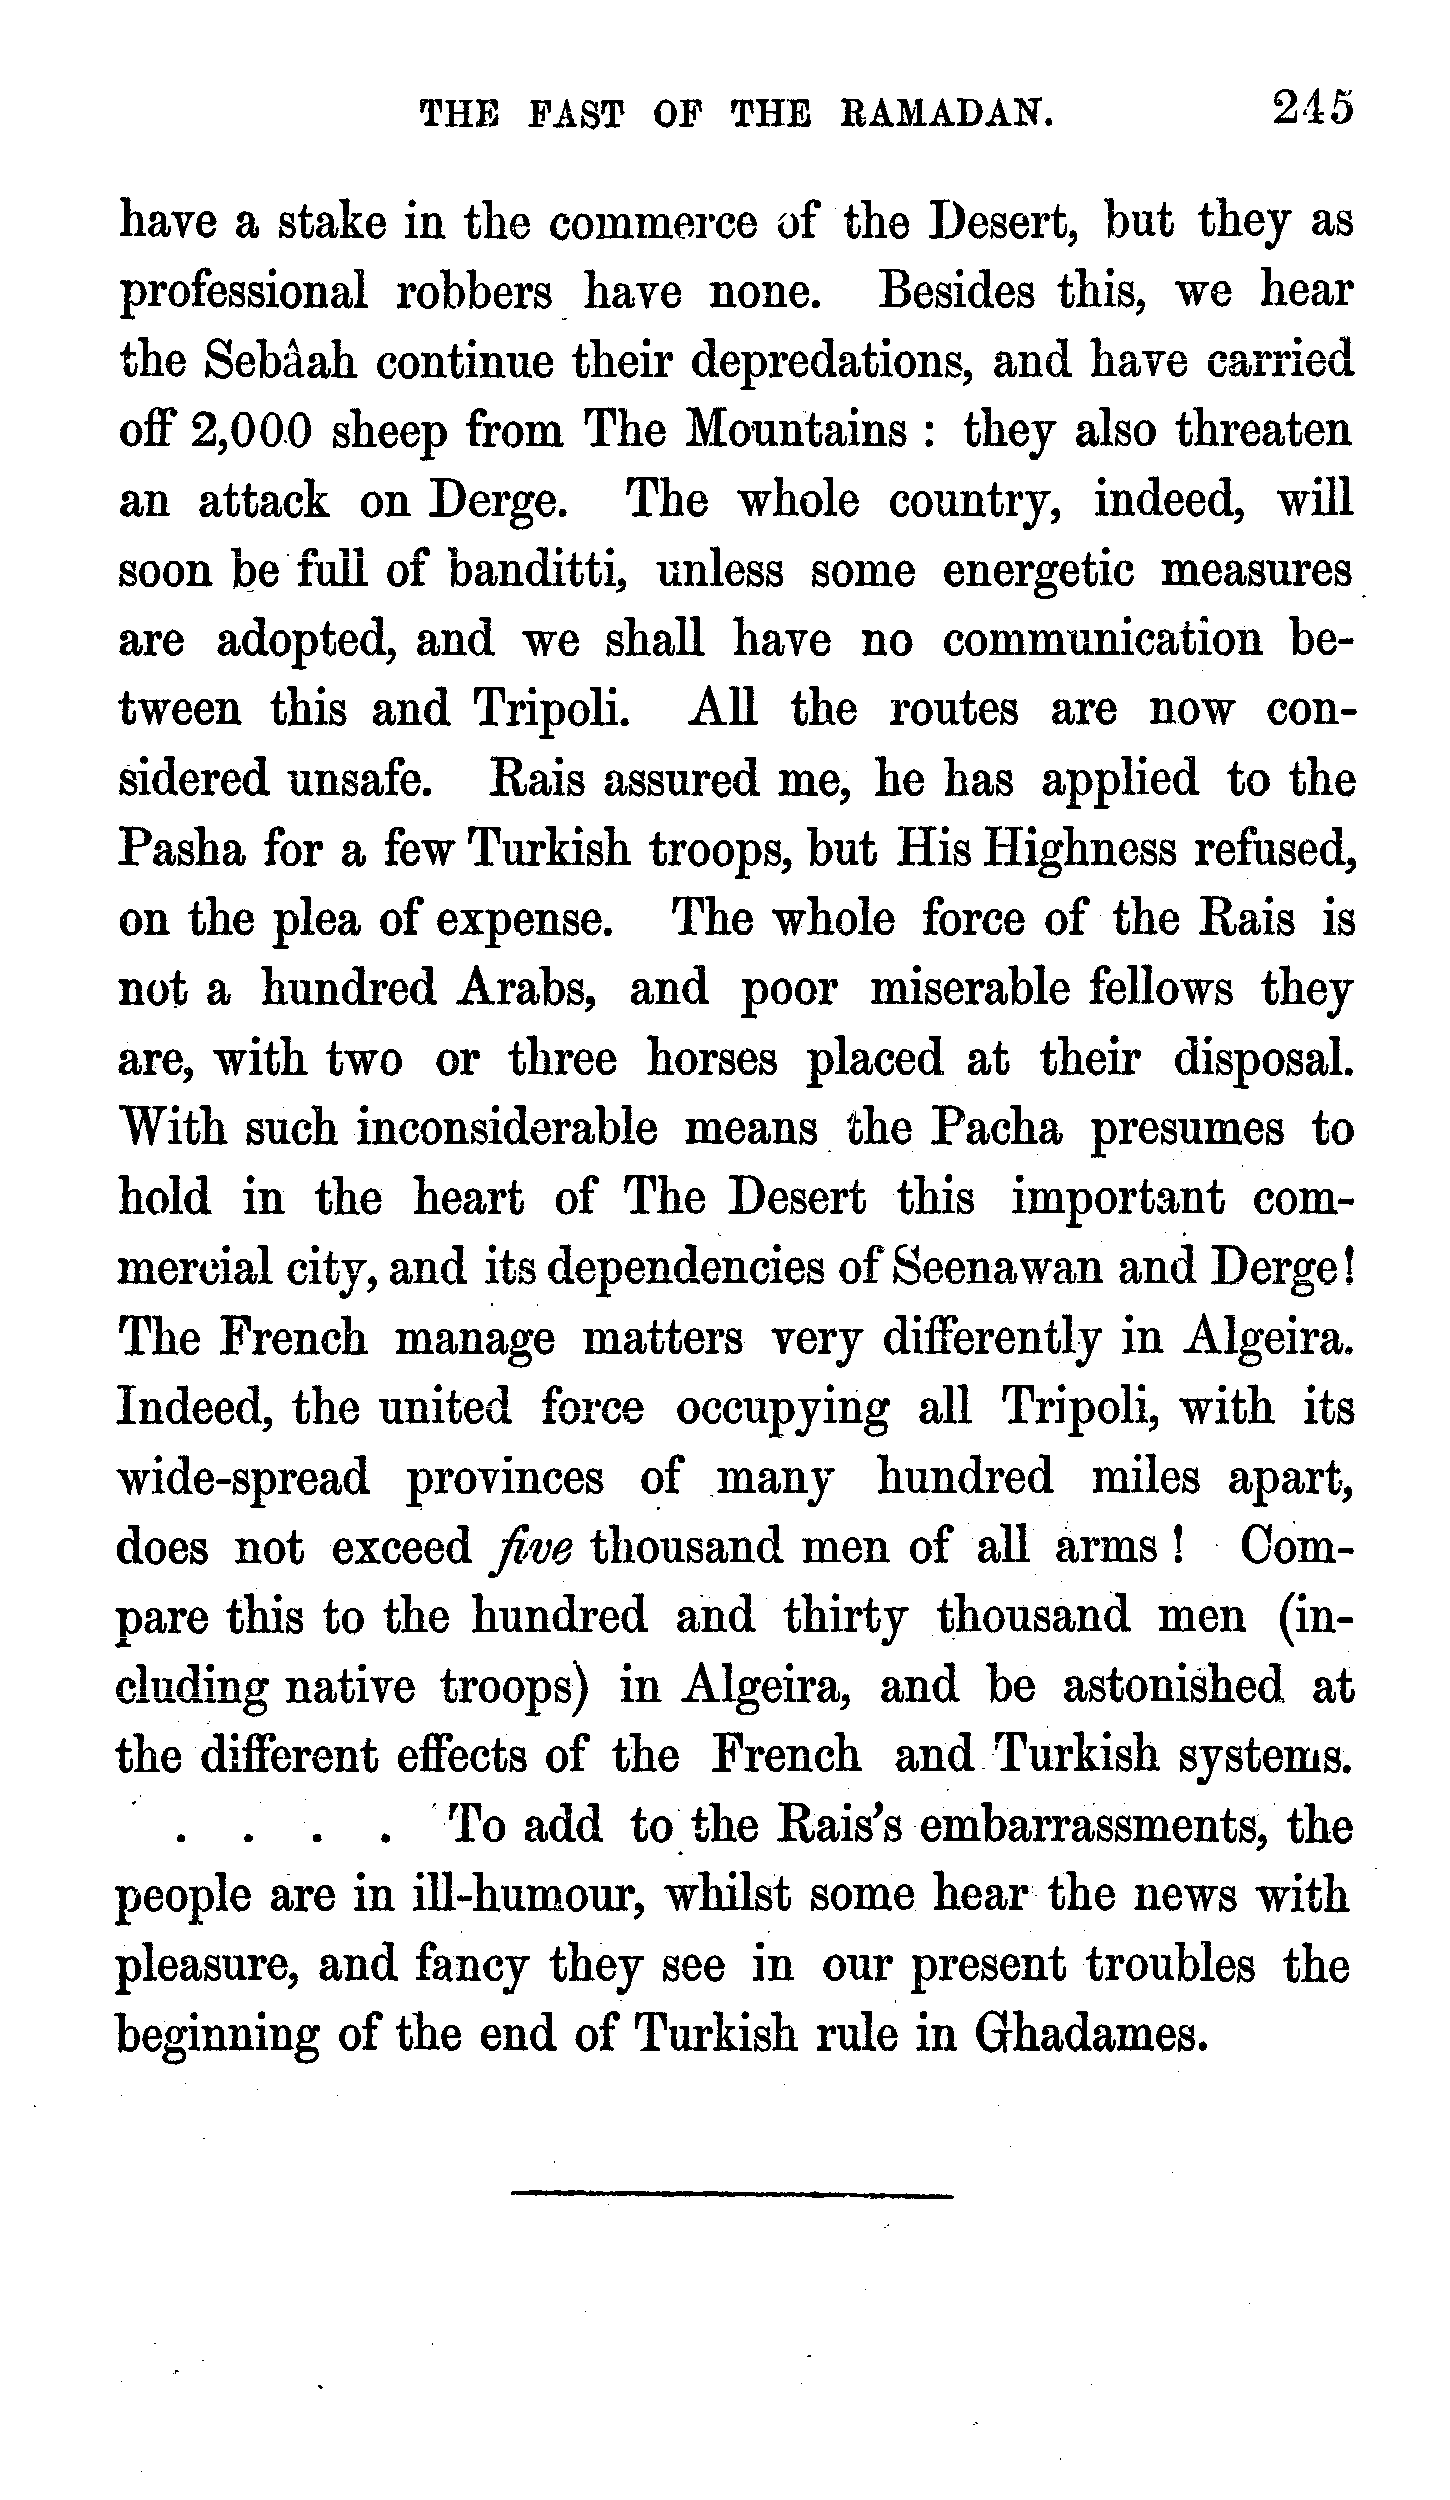 THE FAST OF THE RAMADAN. 245
have a stake in the commerce of the Desert, but they as
professional robbers have none. Besides this, we hear
the Sebâah continue their depredations, and have carried
off 2,000 sheep from The Mountains : they also threaten
an attack on Derge. The whole country, indeed, will
soon be full of banditti, unless some energetic measures
are adopted, and we shall have no communication be-
tween this and Tripoli. All the routes are now con-
sidered unsafe. Rais assured me, he has applied to the
Pasha for a few Turkish troops, but His Highness refused,
on the plea of expense. The whole force of the Rais is
not a hundred Arabs, and poor miserable fellows they
are, with two or three horses placed at their disposal.
With such inconsiderable means the Pacha presumes to
hold in the heart of The Desert this important com-
mercial city, and its dependencies of Seenawan and Derge!
The French manage matters very differently in Algeira.
Indeed, the united force occupying all Tripoli, with its
wide-spread provinces of many hundred miles apart,
does not exceed five thousand men of all arms ! Com-
pare this to the hundred and thirty thousand men (in-
cluding native troops) in Algeira, and be astonished at
the different effects of the French and Turkish systems.
. . . . To add to the Rais's embarrassments, the
people are in ill-humour, whilst some hear the news with
pleasure, and fancy they see in our present troubles the
beginning of the end of Turkish rule in Ghadames.